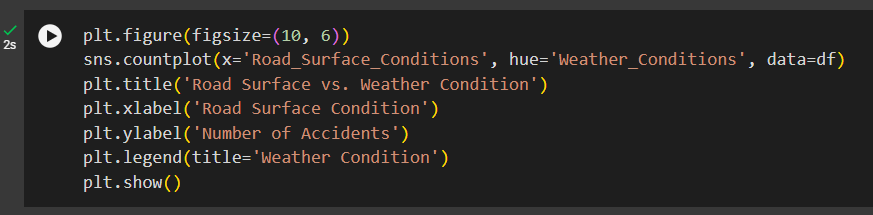 plt.figure(figsize=(10, 6))
sns.countplot(x='Road_Surface_Conditions', hue='Weather_Conditions', data=df)
plt.title('Road Surface vs. Weather Condition')
plt.xlabel('Road Surface Condition')
plt.ylabel('Number of Accidents')
plt.legend(title='Weather Condition')
plt.show()
2s